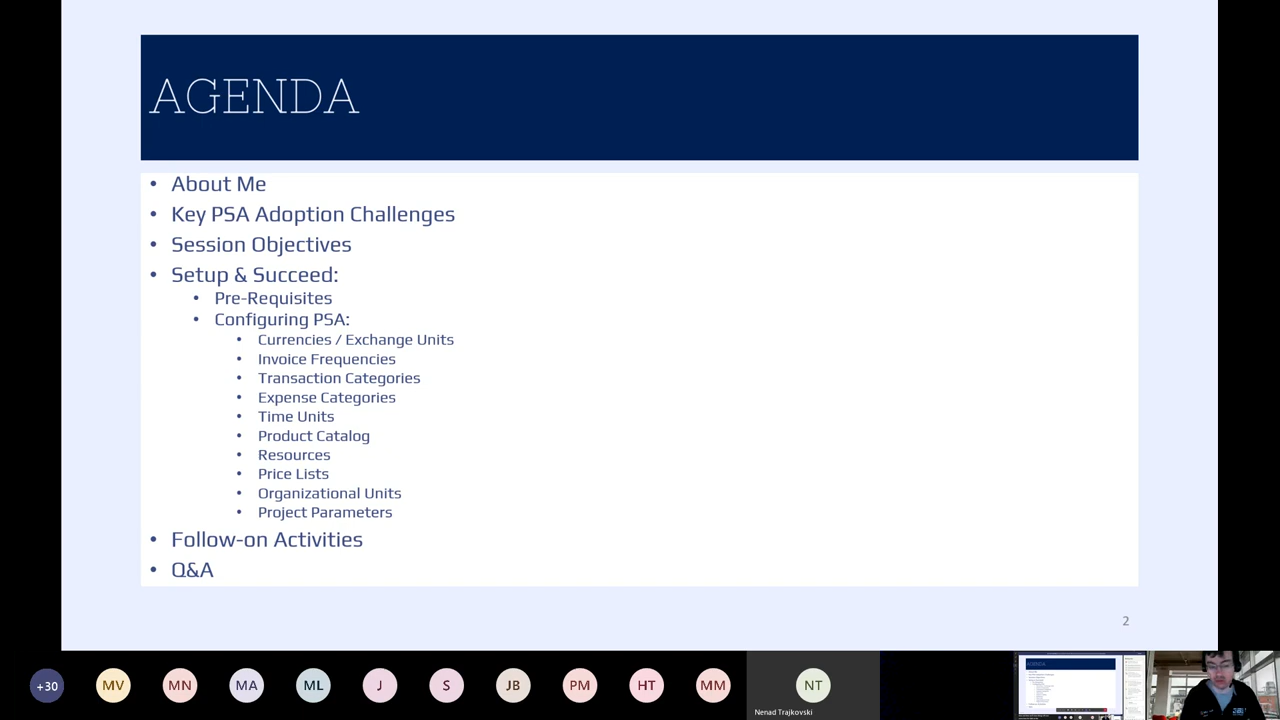 AGENDA
• About Me
• Key PSA Adoption Challenges
• Session Objectives
• Setup & Succeed:
• Pre-Requisites
• Configuring PSA:
• Currencies / Exchange Units
• Invoice Frequencies
• Transaction Categories
• Expense Categories
• Time Units
• Product Catalog
• Resources
• Price Lists
• Organizational Units
• Project Parameters
• Follow-on Activities
• Q&A
2
+30 MV MN MA ML J S JB PM HT MM NT
Nenad Trajkovski